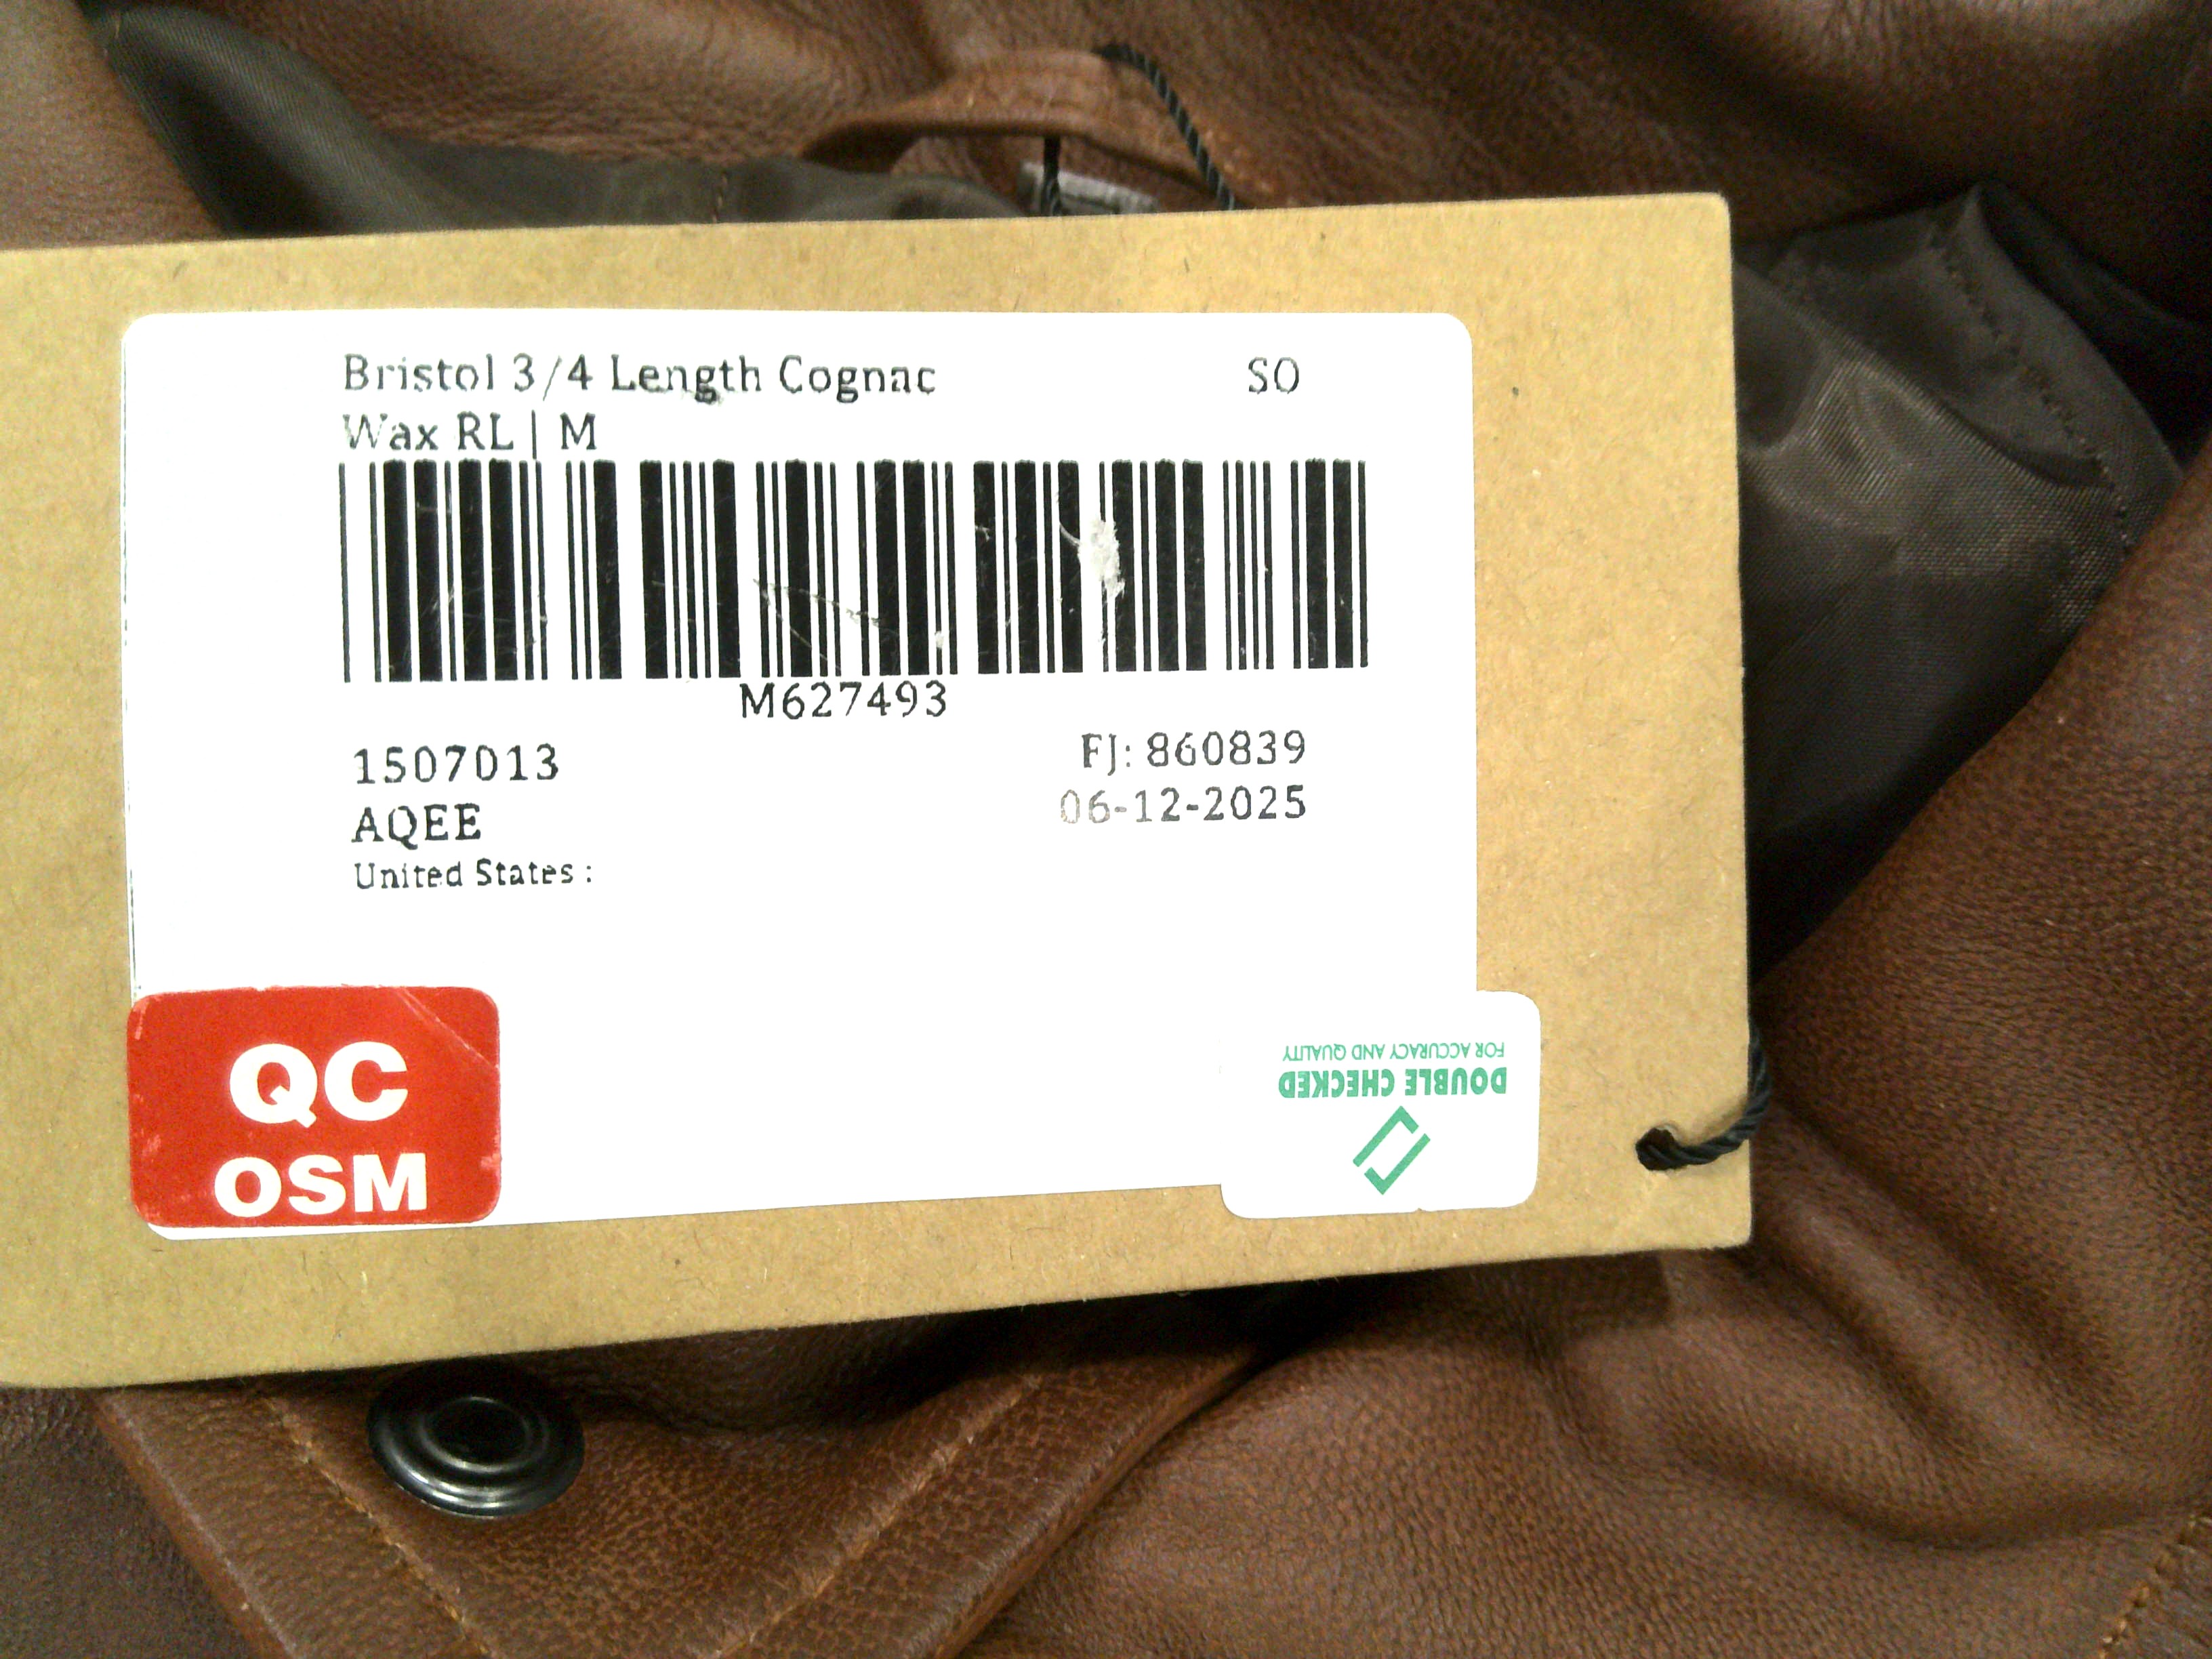 Bristol 3/4 Length Cognac SO
Wax RL | M
M627493
1507013 FJ: 860839
AQEE 06-12-2025
United States :
QC
OSM
DOUBLE CHECKED
FOR ACCURACY AND QUALITY